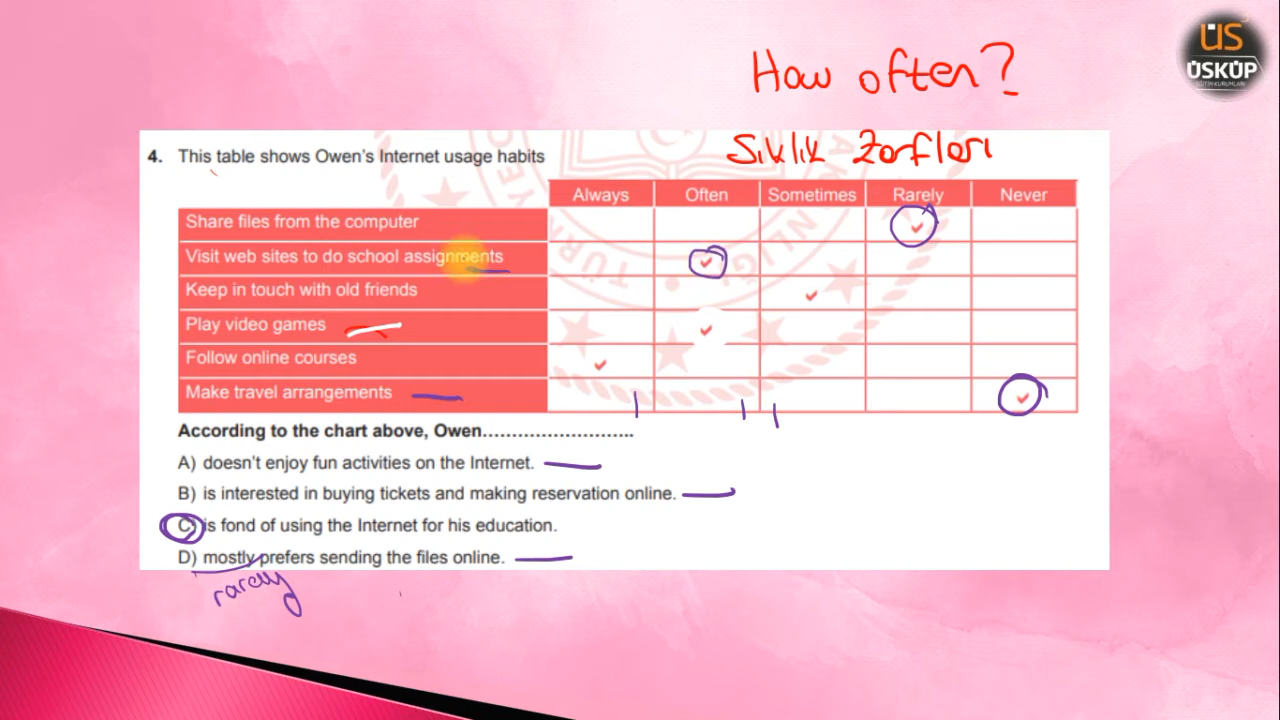 How often?
üs
ÜSKÜP
EĞİTİM KURUMLARI
Sıklık Zarfları
4. This table shows Owen's Internet usage habits
Always Often Sometimes Rarely Never
Share files from the computer
Visit web sites to do school assignments
Keep in touch with old friends
Play video games
Follow online courses
Make travel arrangements
According to the chart above, Owen……………………..
A) doesn't enjoy fun activities on the Internet.
B) is interested in buying tickets and making reservation online.
C) is fond of using the Internet for his education.
D) mostly prefers sending the files online.
rarely